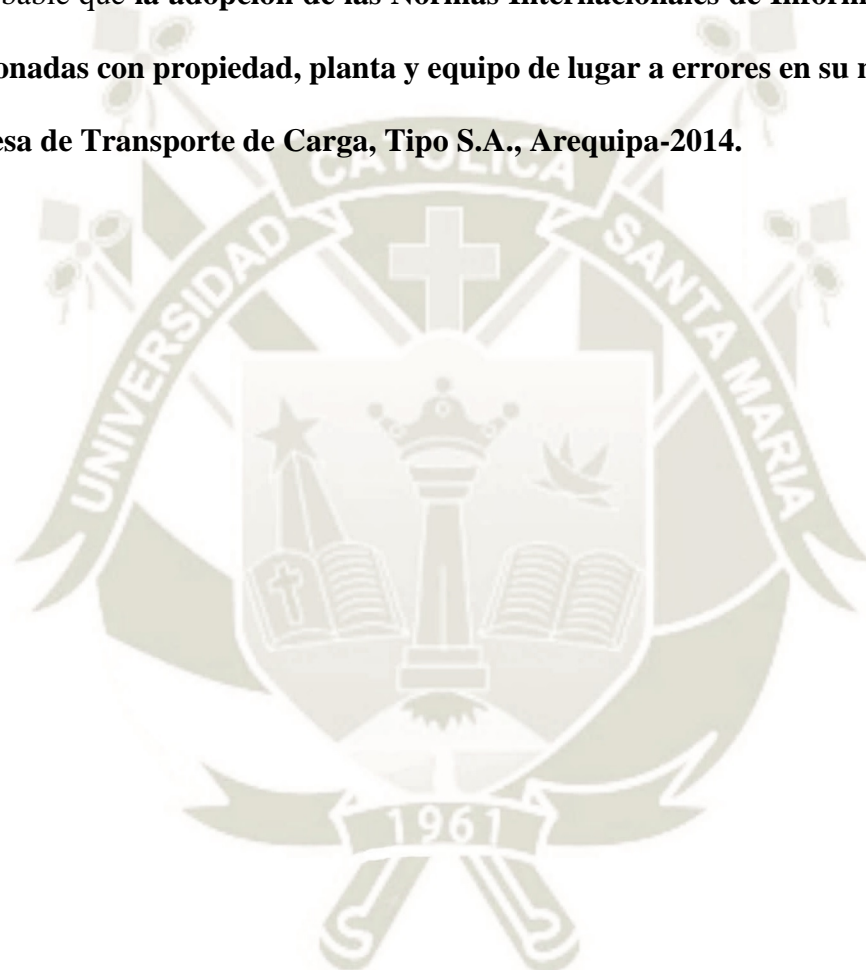 que la adopción de las Normas Internacionales de
onadas con propiedad, planta y equipo de lugar a errores en su
esa de Transporte de Carga, Tipo S.A., Arequipa-2014.
UNIVERSIDAD CATOLICA SANTA MARIA
1961